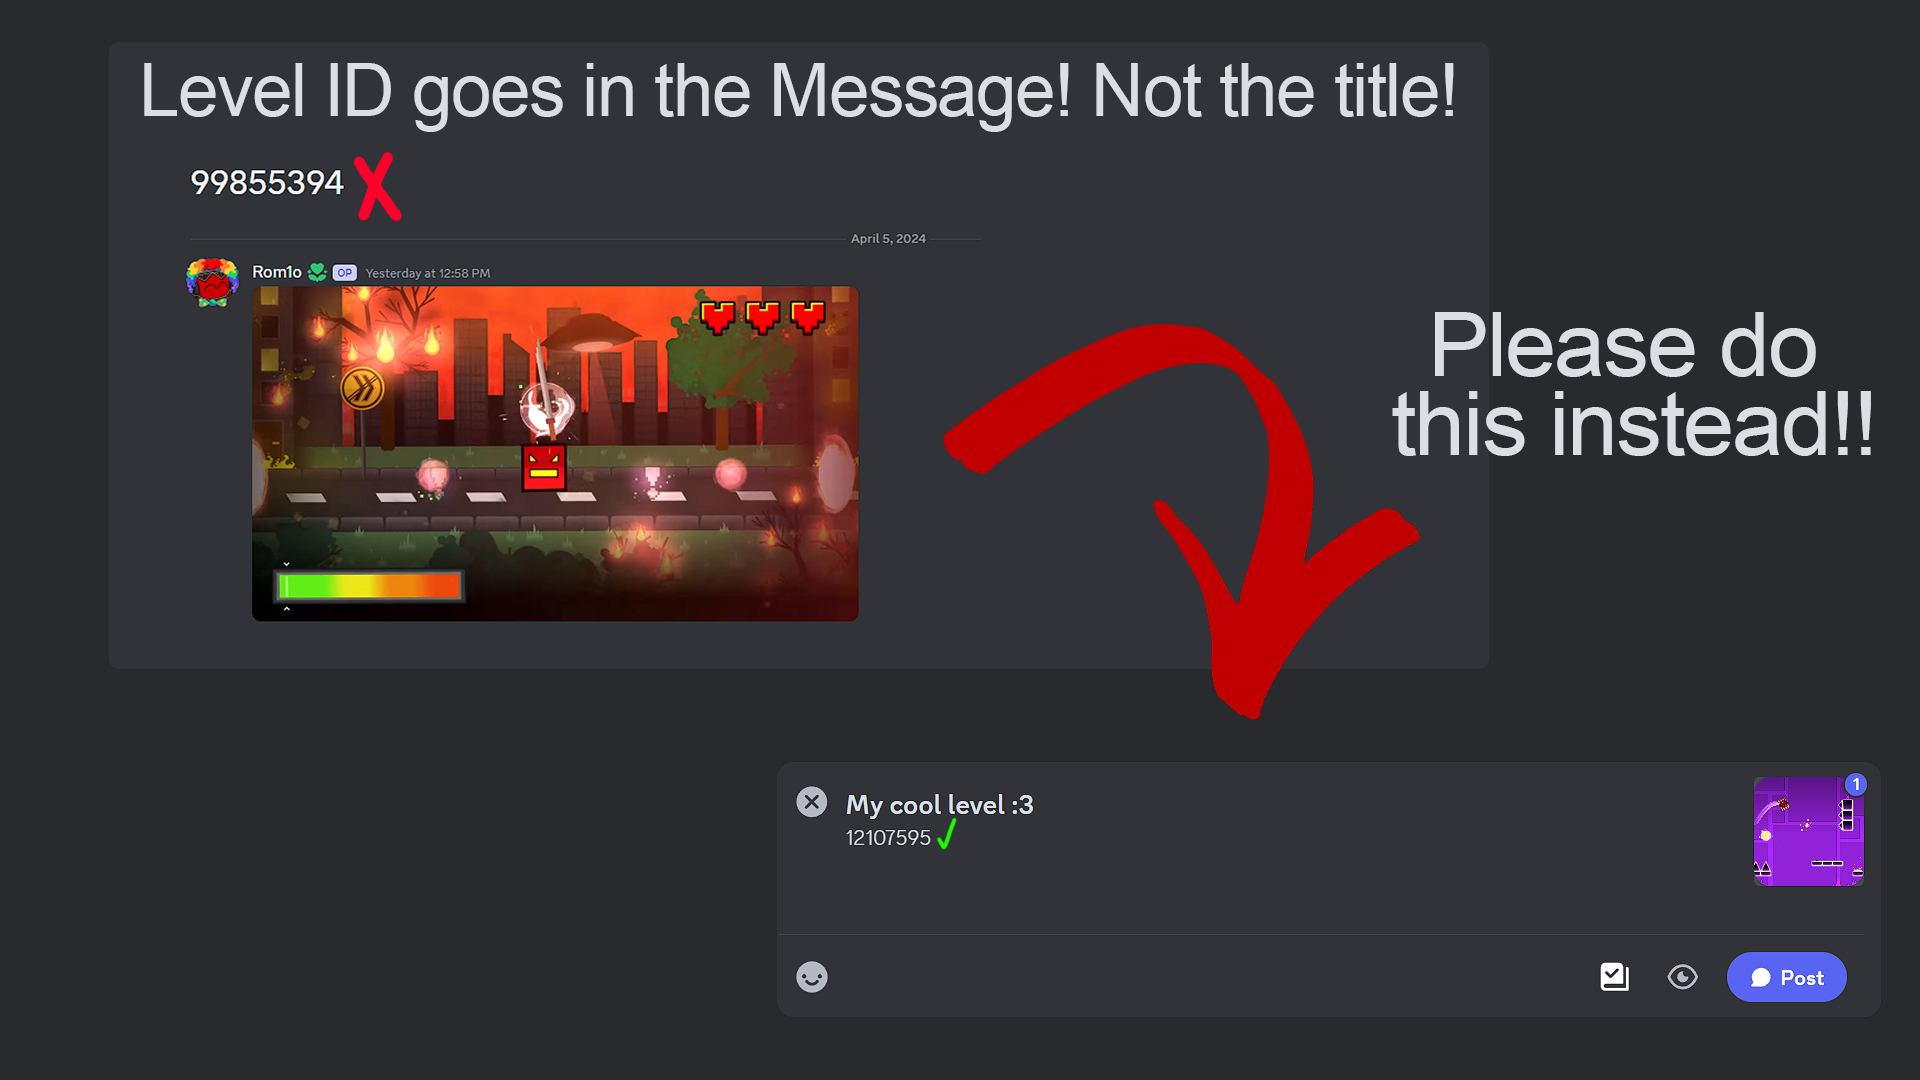 Level ID goes in the Message! Not the title!
99855394
April 5, 2024
Rom1o OP Yesterday at 12:58 PM
Please do
this instead!!
My cool level :3
12107595
1
Post